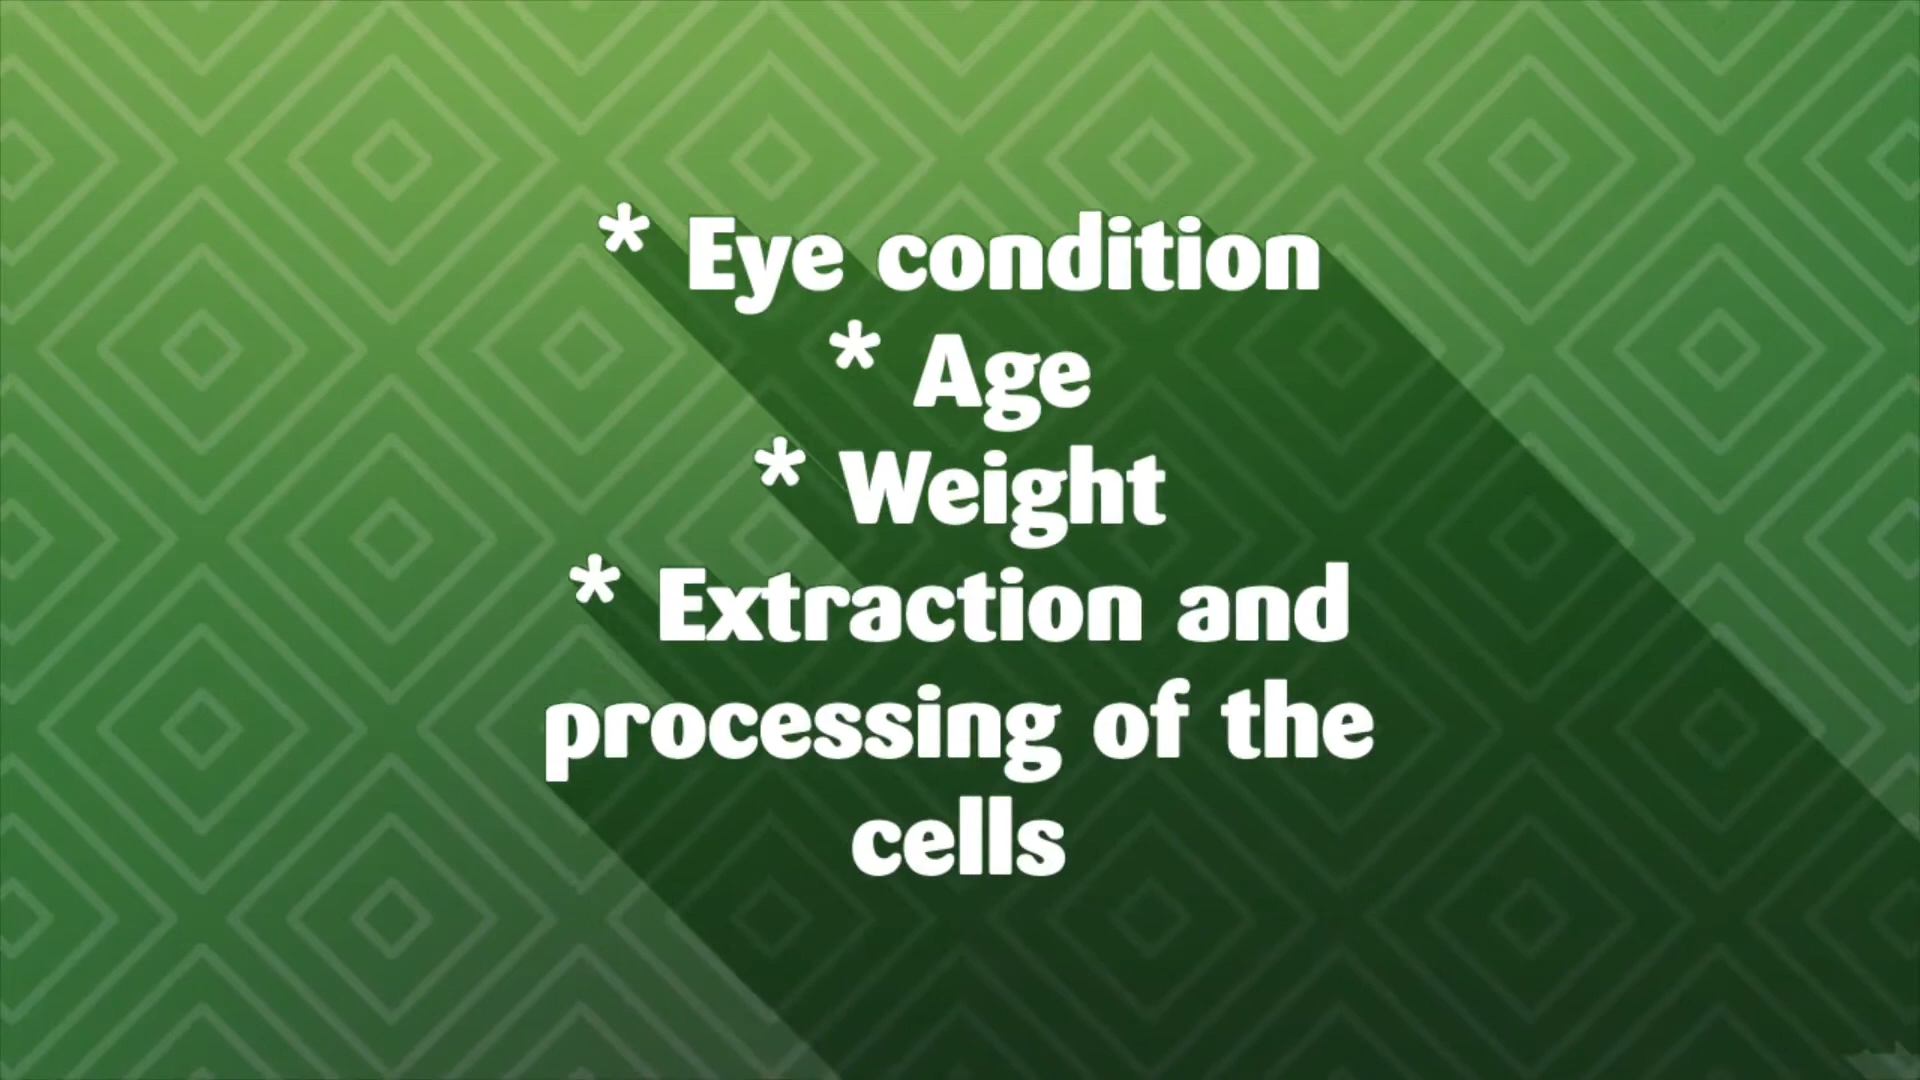 * Eye condition
* Age
* Weight
* Extraction and
processing of the
cells